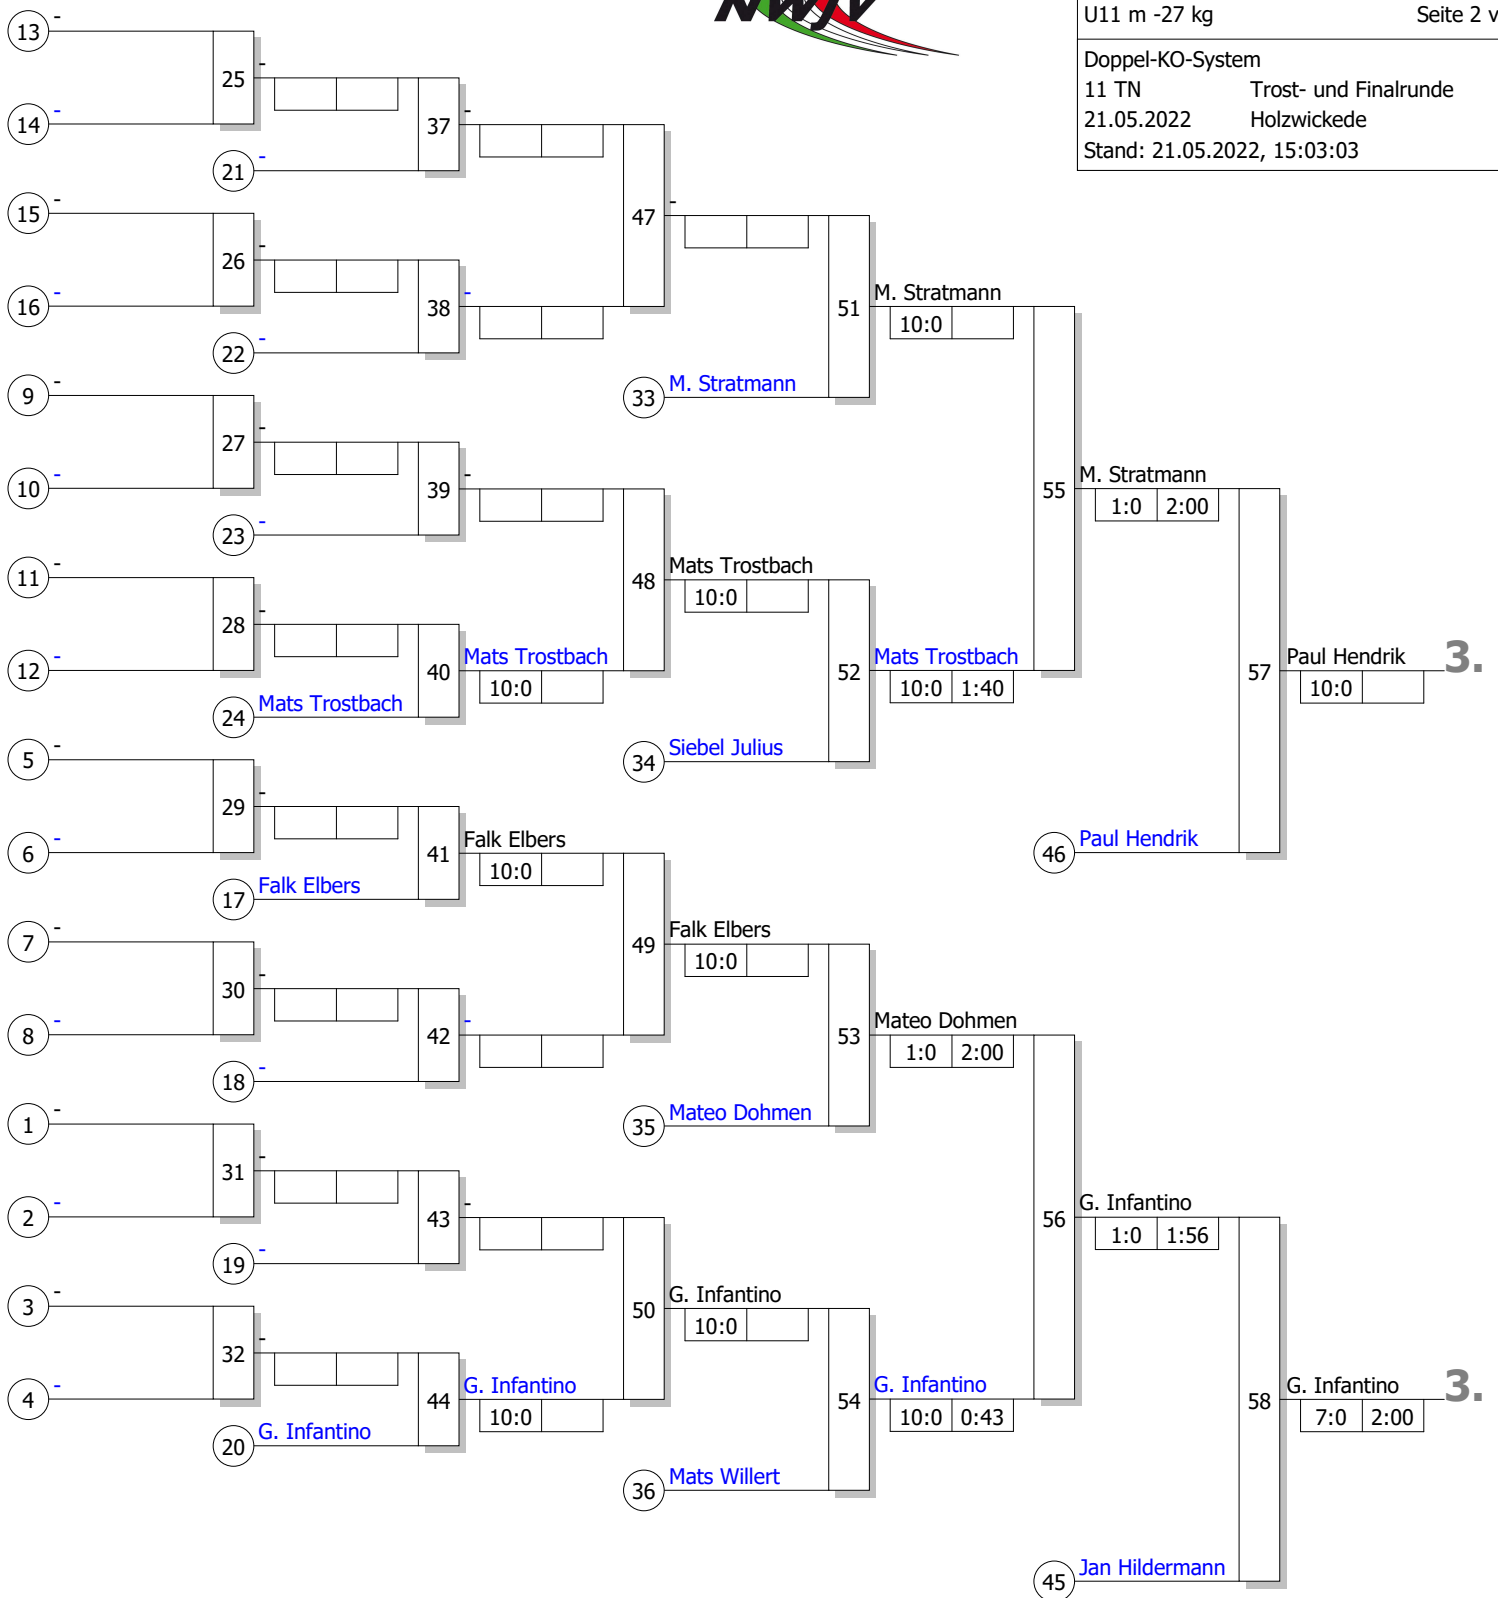 NWJV
U11 m -27 kg Seite 2 v
Doppel-KO-System
11 TN Trost- und Finalrunde
21.05.2022 Holzwickede
Stand: 21.05.2022, 15:03:03
13 -
25 -
14 -
37 -
21 -
15 -
47 -
26 -
16 -
38 -
51 M. Stratmann
10:0
22 -
33 M. Stratmann
9 -
27 -
10 -
39 -
55 M. Stratmann
1:0 2:00
23 -
11 -
48 Mats Trostbach
10:0
28 -
12 -
40 Mats Trostbach
10:0
52 Mats Trostbach
10:0 1:40
57 Paul Hendrik 3.
10:0
24 Mats Trostbach
34 Siebel Julius
5 -
29 -
6 -
41 Falk Elbers
10:0
46 Paul Hendrik
17 Falk Elbers
7 -
49 Falk Elbers
10:0
30 -
8 -
42 -
53 Mateo Dohmen
1:0 2:00
18 -
1 -
35 Mateo Dohmen
31 -
2 -
43 -
56 G. Infantino
1:0 1:56
19 -
3 -
50 G. Infantino
10:0
32 -
4 -
44 G. Infantino
10:0
54 G. Infantino
10:0 0:43
58 G. Infantino 3.
7:0 2:00
20 G. Infantino
36 Mats Willert
45 Jan Hildermann